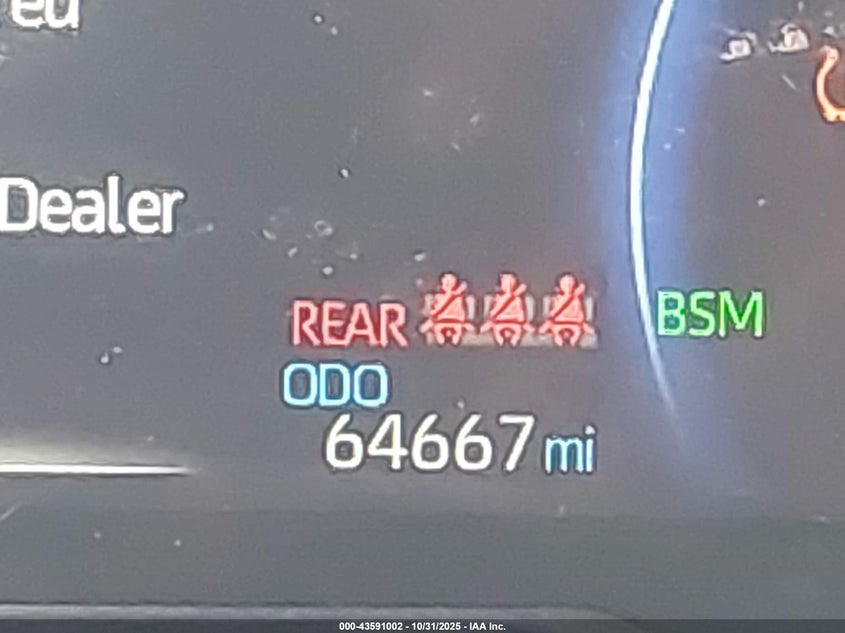 Dealer
REAR
BSM
ODO
64667 mi
000-43591002 - 10/31/2025 - IAA Inc.